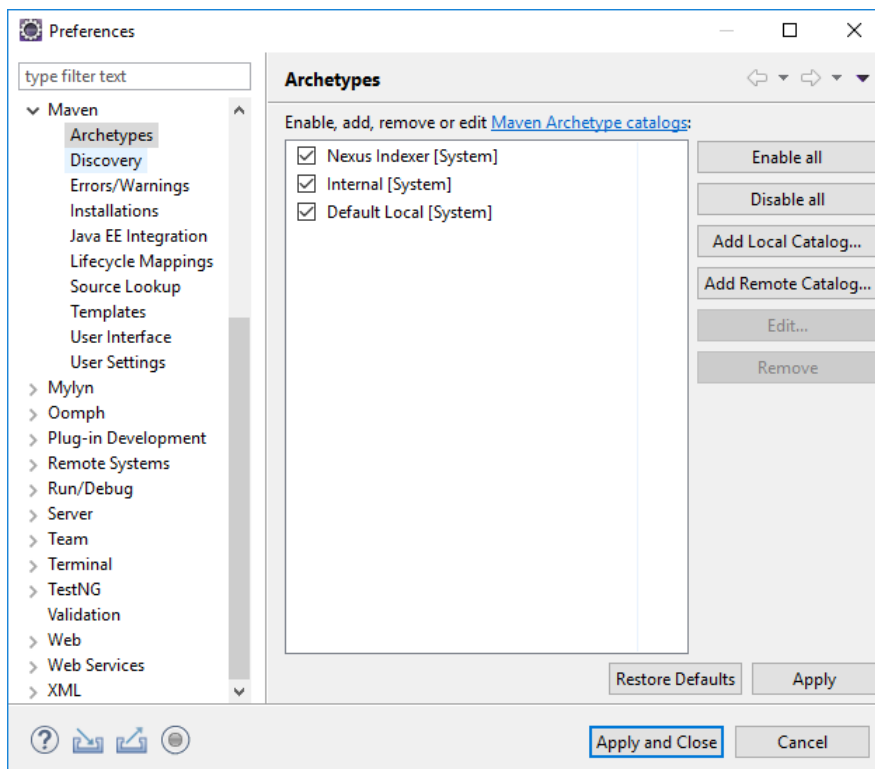 Preferences
type filter text
Maven
Archetypes
Discovery
Errors/Warnings
Installations
Java EE Integration
Lifecycle Mappings
Source Lookup
Templates
User Interface
User Settings
Mylyn
Oomph
Plug-in Development
Remote Systems
Run/Debug
Server
Team
Terminal
TestNG
Validation
Web
Web Services
XML
Archetypes
Enable, add, remove or edit Maven Archetype catalogs:
Nexus Indexer [System]
Internal [System]
Default Local [System]
Enable all
Disable all
Add Local Catalog...
Add Remote Catalog...
Edit...
Remove
Restore Defaults
Apply
?
Apply and Close
Cancel